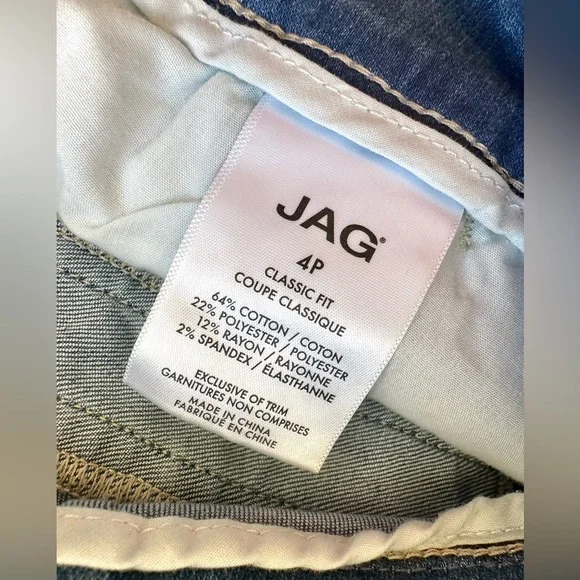 JAG®
4P
CLASSIC FIT
COUPE CLASSIQUE
64% COTTON / COTON
22% POLYESTER / POLYESTER
12% RAYON / RAYONNE
2% SPANDEX / ÉLASTHANNE
EXCLUSIVE OF TRIM
GARNITURES NON COMPRISES
MADE IN CHINA
FABRIQUÉ EN CHINE